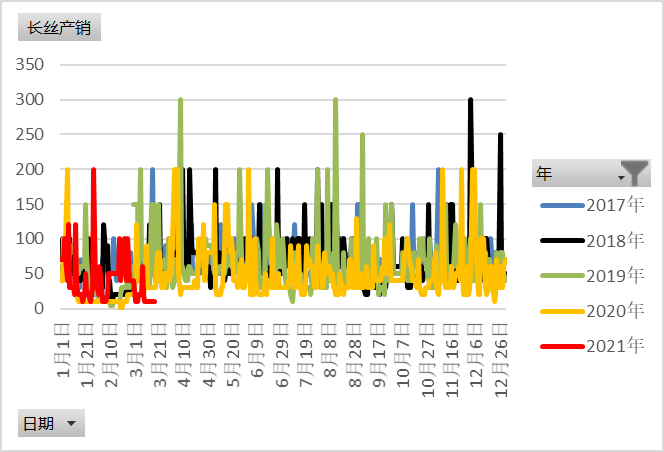 长丝产销
350
300
250
200
150
100
50
0
年
2017年
2018年
2019年
2020年
2021年
1月1日
1月21日
2月10日
3月1日
3月21日
4月10日
4月30日
5月20日
6月9日
6月29日
7月19日
8月8日
8月28日
9月17日
10月7日
10月27日
11月16日
12月6日
12月26日
日期